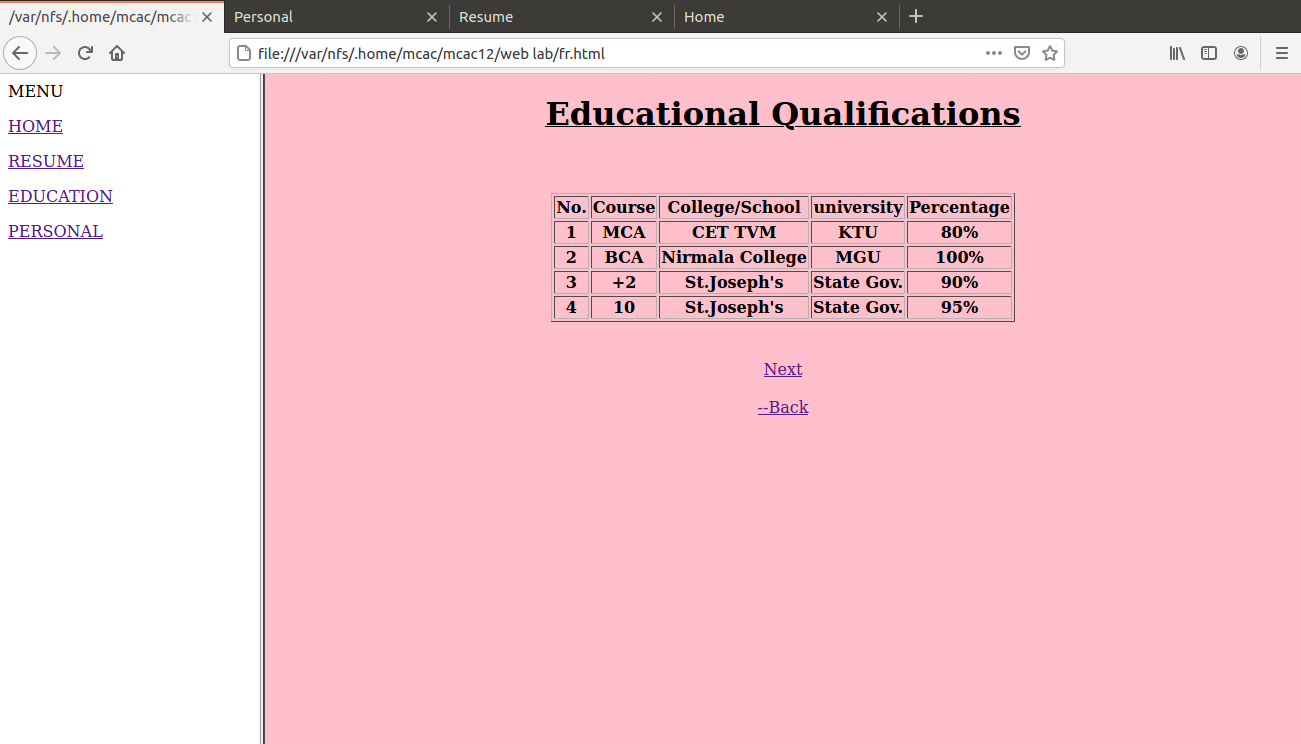 /var/nfs/.home/mcac/mcac1 Personal Resume Home
file:///var/nfs/.home/mcac/mcac12/web lab/fr.html
MENU
HOME
RESUME
EDUCATION
PERSONAL
Educational Qualifications
No. Course College/School university Percentage
1 MCA CET TVM KTU 80%
2 BCA Nirmala College MGU 100%
3 +2 St.Joseph's State Gov. 90%
4 10 St.Joseph's State Gov. 95%
Next
--Back